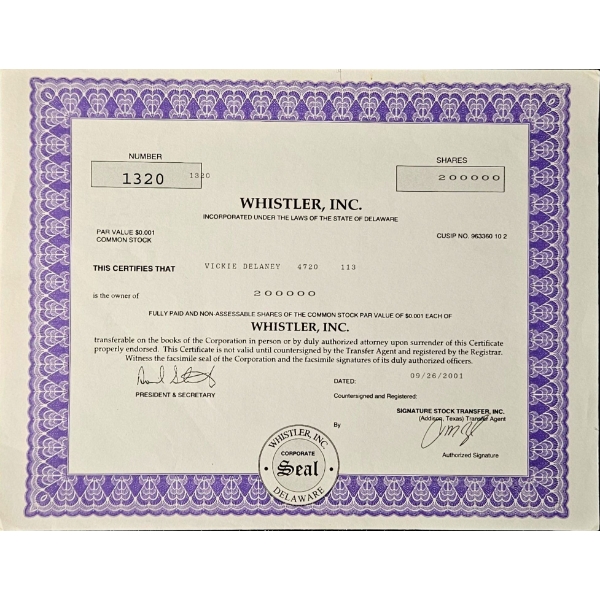 NUMBER
SHARES
1320
1320
200000
WHISTLER, INC.
INCORPORATED UNDER THE LAWS OF THE STATE OF DELAWARE
PAR VALUE $0.001
COMMON STOCK
CUSIP NO. 963360 10 2
THIS CERTIFIES THAT VICKIE DELANEY 4720 113
is the owner of 200000
FULLY PAID AND NON-ASSESSABLE SHARES OF THE COMMON STOCK PAR VALUE OF $0.001 EACH OF
WHISTLER, INC.
transferable on the books of the Corporation in person or by duly authorized attorney upon surrender of this Certificate
properly endorsed. This Certificate is not valid until countersigned by the Transfer Agent and registered by the Registrar.
Witness the facsimile seal of the Corporation and the facsimile signatures of its duly authorized officers.
PRESIDENT & SECRETARY
DATED: 09/26/2001
Countersigned and Registered:
SIGNATURE STOCK TRANSFER, INC.
(Addison, Texas) Transfer Agent
By
Authorized Signature
WHISTLER, INC.
CORPORATE
Seal
DELAWARE